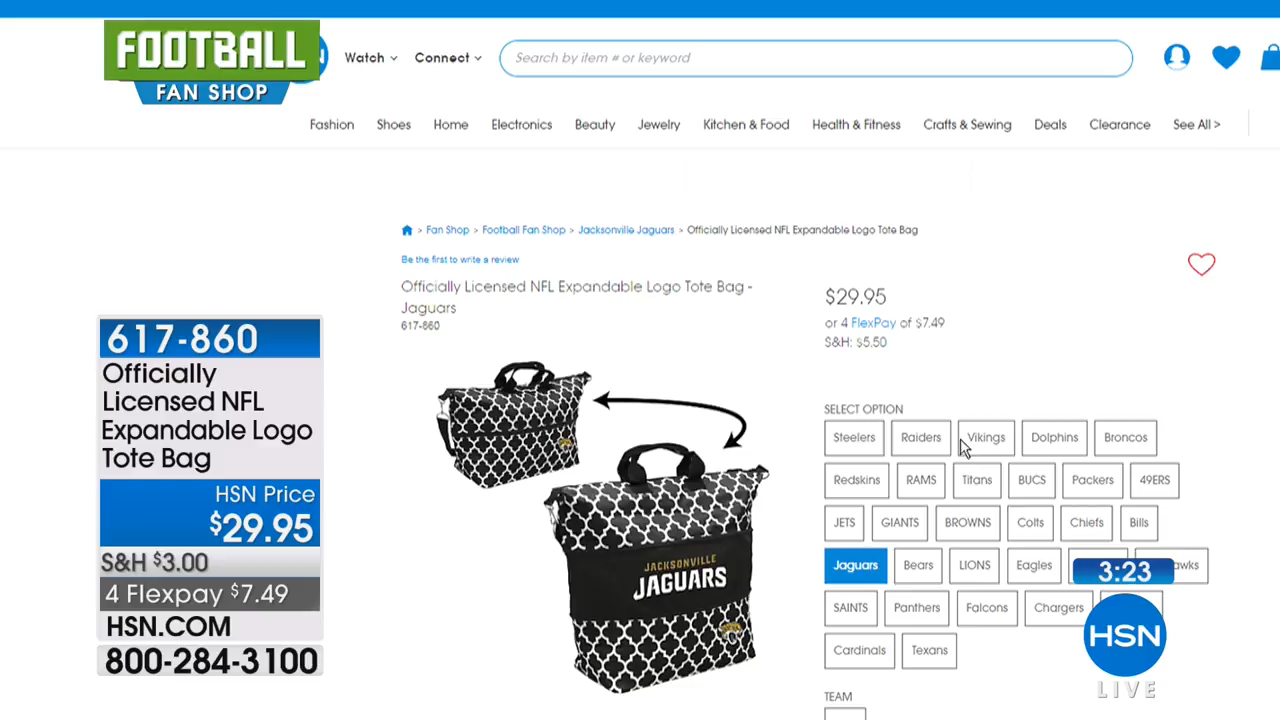 FOOTBALL
FAN SHOP
Watch
Connect
Search by item # or keyword
Fashion
Shoes
Home
Electronics
Beauty
Jewelry
Kitchen & Food
Health & Fitness
Crafts & Sewing
Deals
Clearance
See All >
> Fan Shop > Football Fan Shop > Jacksonville Jaguars > Officially Licensed NFL Expandable Logo Tote Bag
Be the first to write a review
Officially Licensed NFL Expandable Logo Tote Bag -
Jaguars
617-860
$29.95
or 4 FlexPay of $7.49
S&H: $5.50
JACKSONVILLE
JAGUARS
SELECT OPTION
Steelers
Raiders
Vikings
Dolphins
Broncos
Redskins
RAMS
Titans
BUCS
Packers
49ERS
JETS
GIANTS
BROWNS
Colts
Chiefs
Bills
Jaguars
Bears
LIONS
Eagles
awks
SAINTS
Panthers
Falcons
Chargers
Cardinals
Texans
TEAM
617-860
Officially
Licensed NFL
Expandable Logo
Tote Bag
HSN Price
$29.95
S&H $3.00
4 Flexpay $7.49
HSN.COM
800-284-3100
3:23
HSN
LIVE